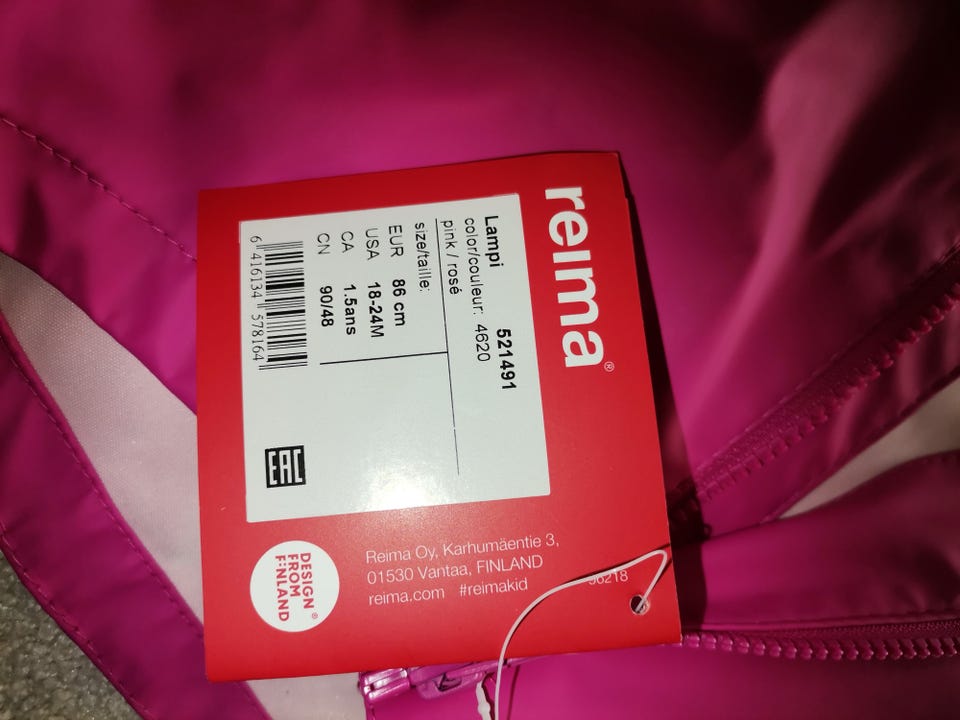 reima®
Lampi 521491
color/couleur: 4620
pink / rosé
size/taille:
EUR 86 cm
USA 18-24M
CA 1.5ans
CN 90/48
6 416134 578164
EAC
DESIGN
FROM
FINLAND®
Reima Oy, Karhumäentie 3,
01530 Vantaa, FINLAND
reima.com #reimakid